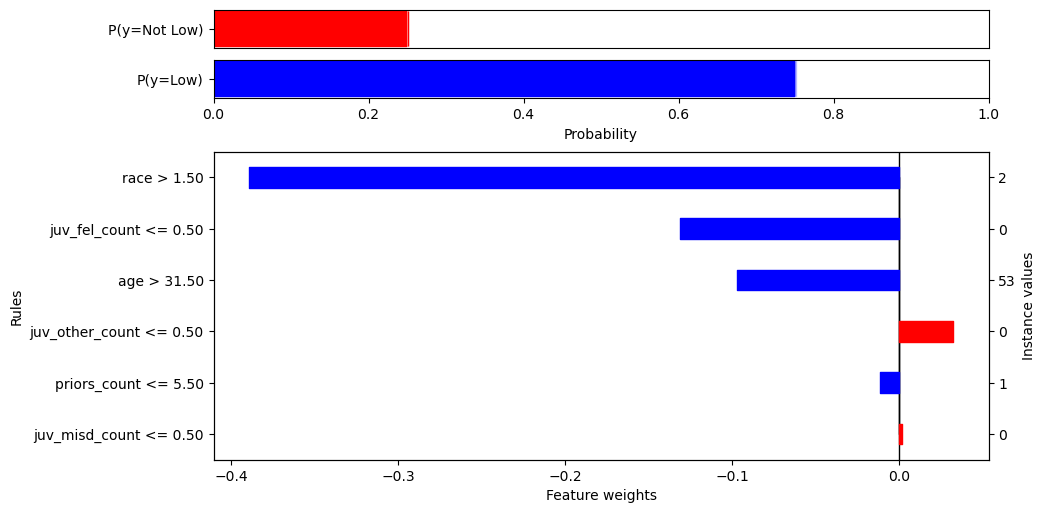 P(y=Not Low)
P(y=Low)
0.0 0.2 0.4 0.6 0.8 1.0
Probability
race > 1.50 2
juv_fel_count <= 0.50 0
age > 31.50 53
juv_other_count <= 0.50 0
priors_count <= 5.50 1
juv_misd_count <= 0.50 0
Rules
Instance values
−0.4 −0.3 −0.2 −0.1 0.0
Feature weights